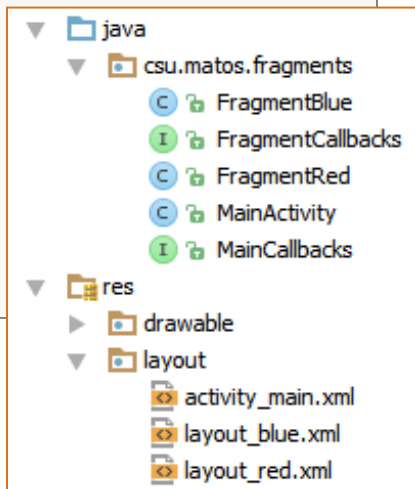 java
csu.matos.fragments
C FragmentBlue
I FragmentCallbacks
C FragmentRed
C MainActivity
I MainCallbacks
res
drawable
layout
activity_main.xml
layout_blue.xml
layout_red.xml